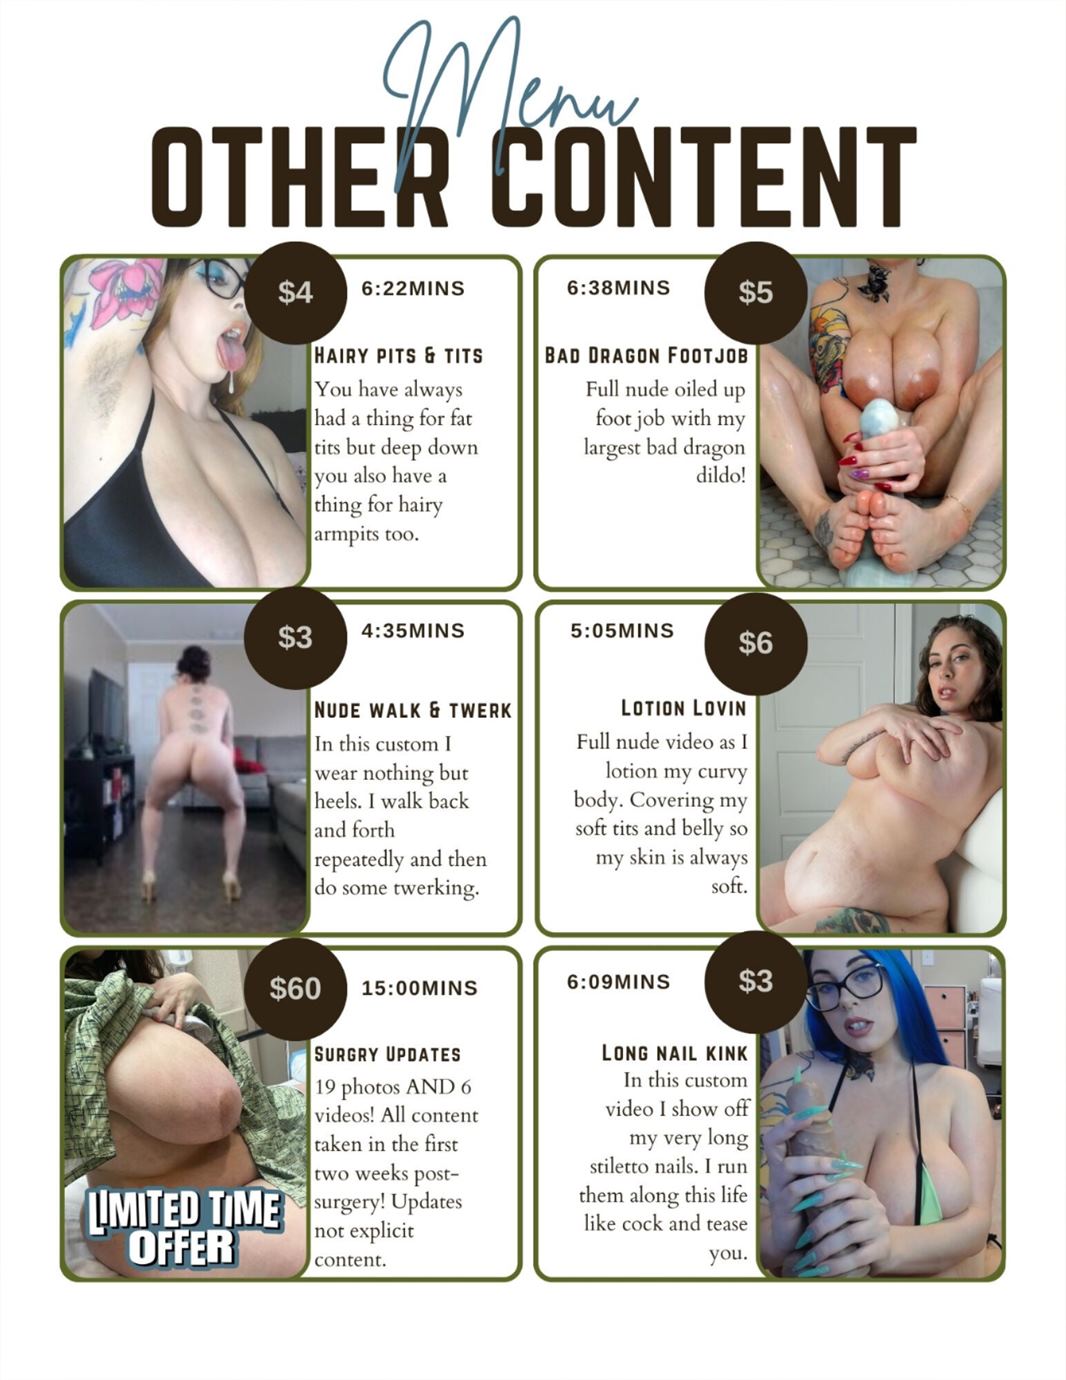 Menu
OTHER CONTENT
$4
6:22MINS
HAIRY PITS & TITS
You have always
had a thing for fat
tits but deep down
you also have a
thing for hairy
armpits too.
6:38MINS
$5
BAD DRAGON FOOTJOB
Full nude oiled up
foot job with my
largest bad dragon
dildo!
$3
4:35MINS
NUDE WALK & TWERK
In this custom I
wear nothing but
heels. I walk back
and forth
repeatedly and then
do some twerking.
5:05MINS
$6
LOTION LOVIN
Full nude video as I
lotion my curvy
body. Covering my
soft tits and belly so
my skin is always
soft.
$60
15:00MINS
SURGRY UPDATES
19 photos AND 6
videos! All content
taken in the first
two weeks post-
surgery! Updates
not explicit
content.
LIMITED TIME
OFFER
6:09MINS
$3
LONG NAIL KINK
In this custom
video I show off
my very long
stiletto nails. I run
them along this life
like cock and tease
you.